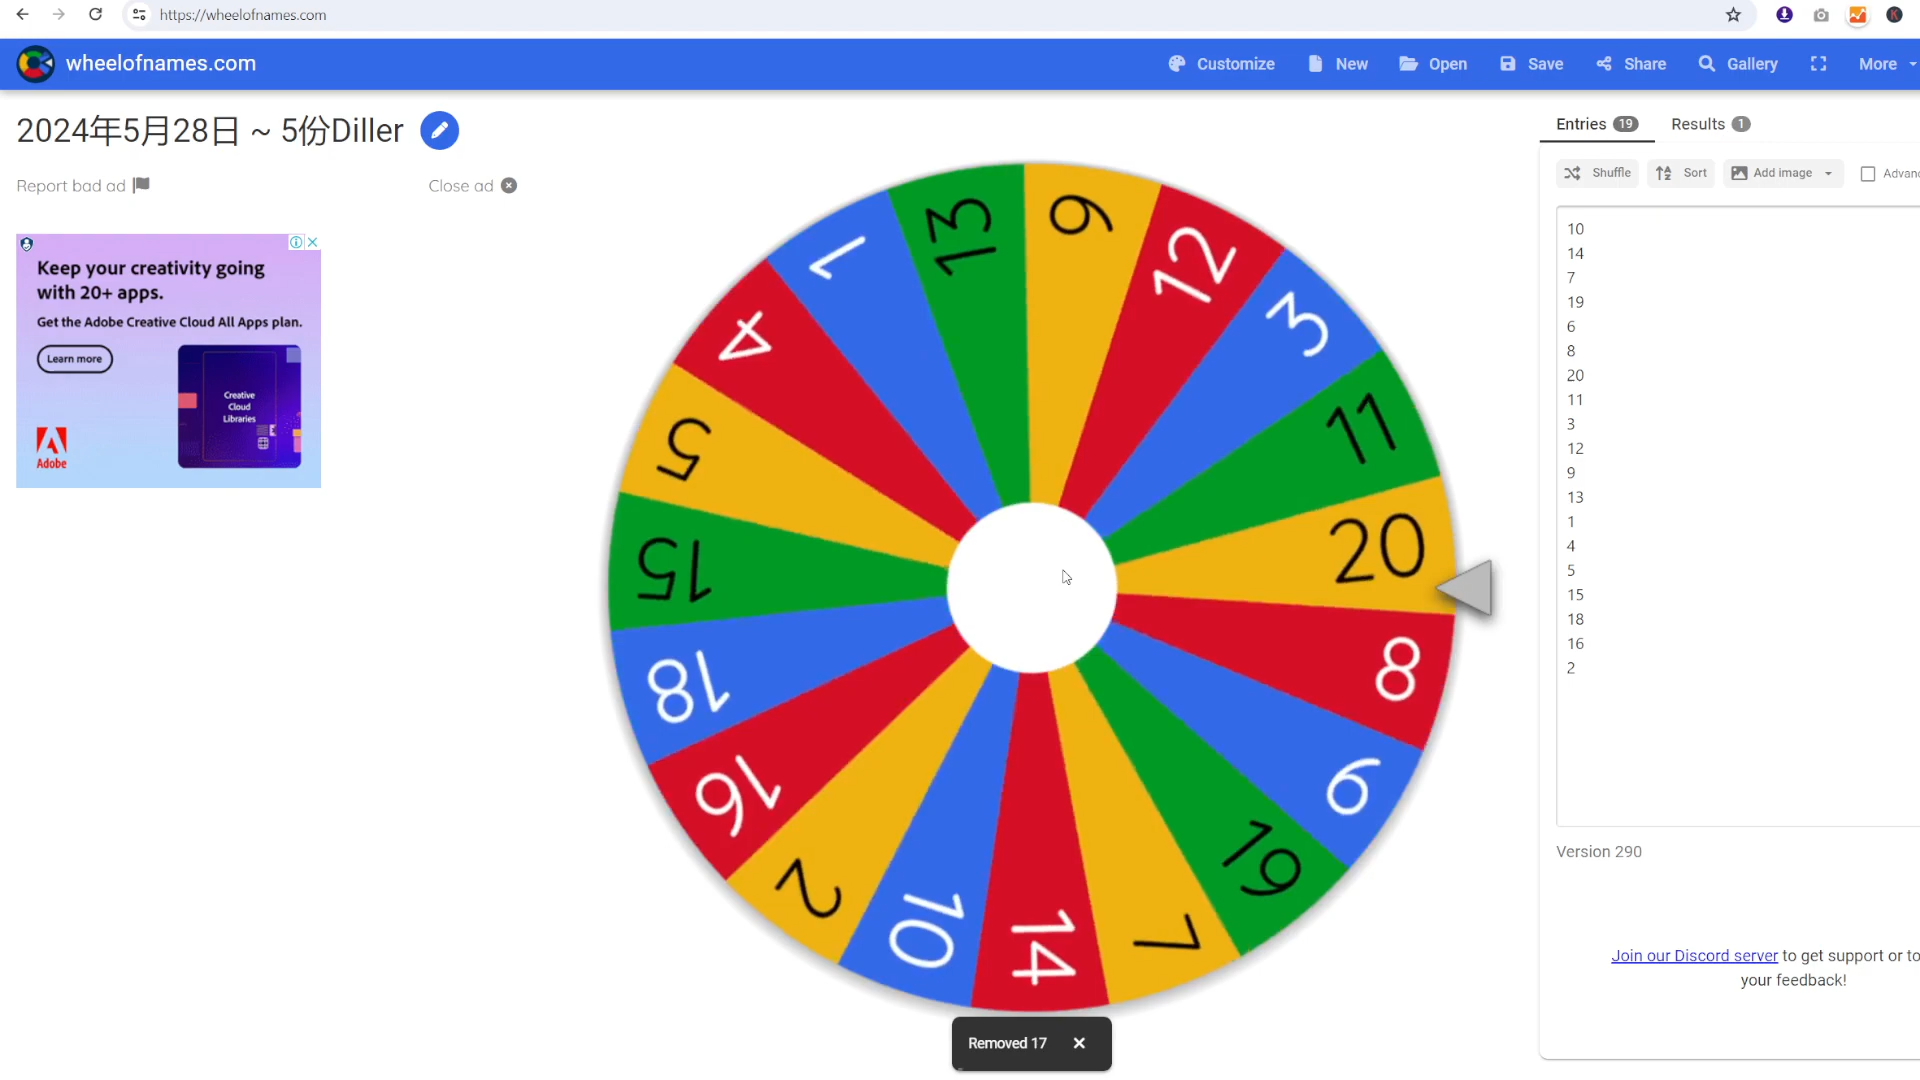 https://wheelofnames.com
wheelofnames.com
Customize
New
Open
Save
Share
Gallery
More
2024年5月28日 ~ 5份Diller
Report bad ad
Close ad
Keep your creativity going
with 20+ apps.
Get the Adobe Creative Cloud All Apps plan.
Learn more
Creative
Cloud
Libraries
Adobe
13
9
12
3
11
20
8
6
19
7
14
10
2
16
18
15
5
4
1
Removed 17
Entries 19
Results 1
Shuffle
Sort
Add image
10
14
7
19
6
8
20
11
3
12
9
13
1
4
5
15
18
16
2
Version 290
Join our Discord server to get support or to
your feedback!